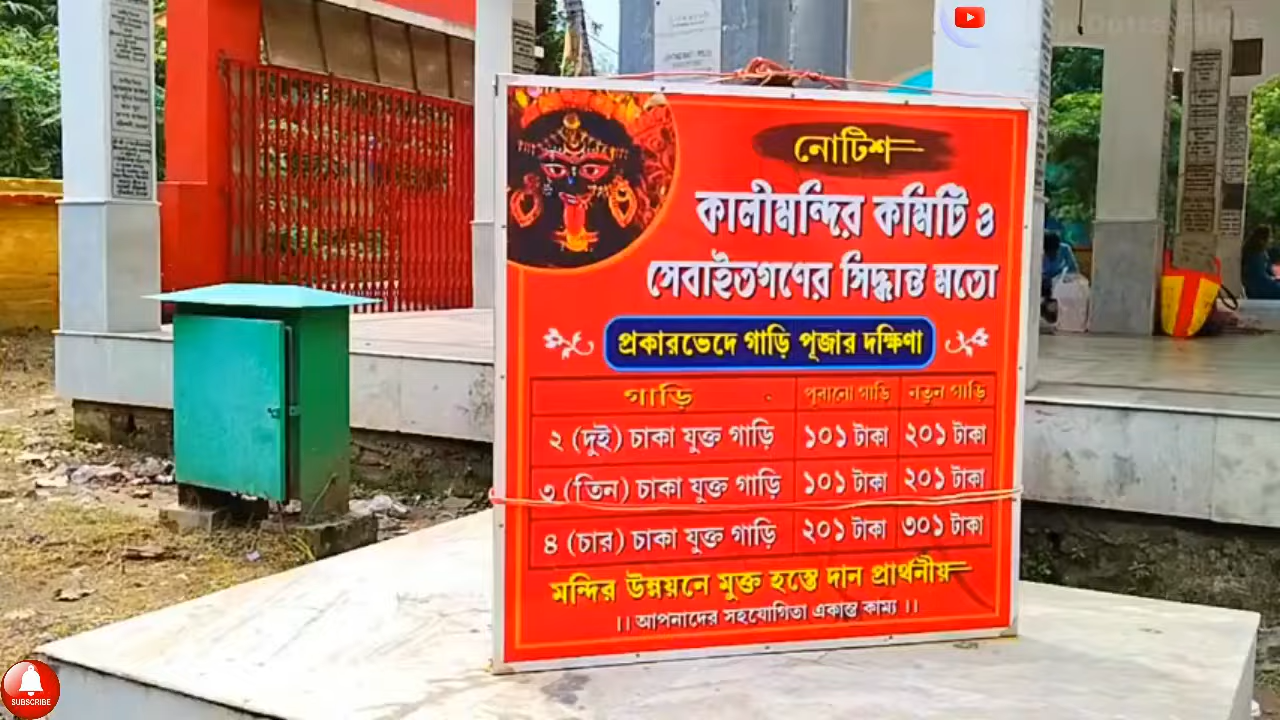 নোটিশ
কালীমন্দির কমিটি ও
সেবাইতগণের সিদ্ধান্ত মতো
প্রকারভেদে গাড়ি পূজার দক্ষিণা
গাড়ি পুরানো গাড়ি নতুন গাড়ি
২ (দুই) চাকা যুক্ত গাড়ি ১০১ টাকা ২০১ টাকা
৩ (তিন) চাকা যুক্ত গাড়ি ১০১ টাকা ২০১ টাকা
৪ (চার) চাকা যুক্ত গাড়ি ২০১ টাকা ৩০১ টাকা
মন্দির উন্নয়নে মুক্ত হস্তে দান প্রার্থনীয়
।। আপনাদের সহযোগিতা একান্ত কাম্য ।।
SUBSCRIBE